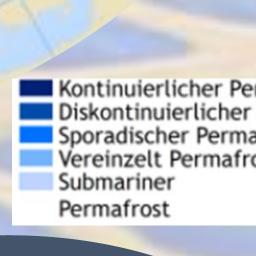 Kontinuierlicher Per
Diskontinuierlicher
Sporadischer Perma
Vereinzelt Permafro
Submariner
Permafrost